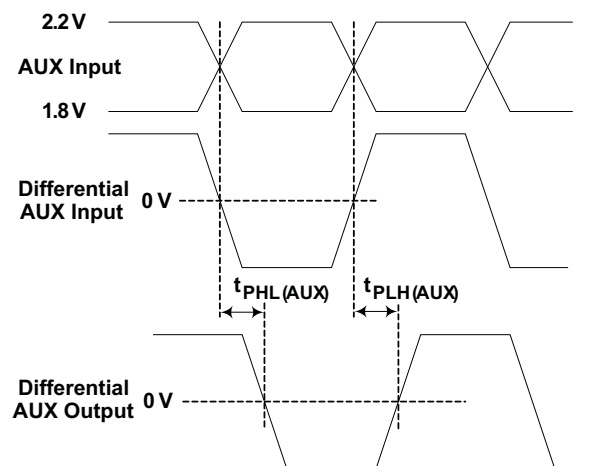 2.2 V
AUX Input
1.8 V
Differential
AUX Input
0 V
tPHL(AUX)
tPLH(AUX)
Differential
AUX Output
0 V